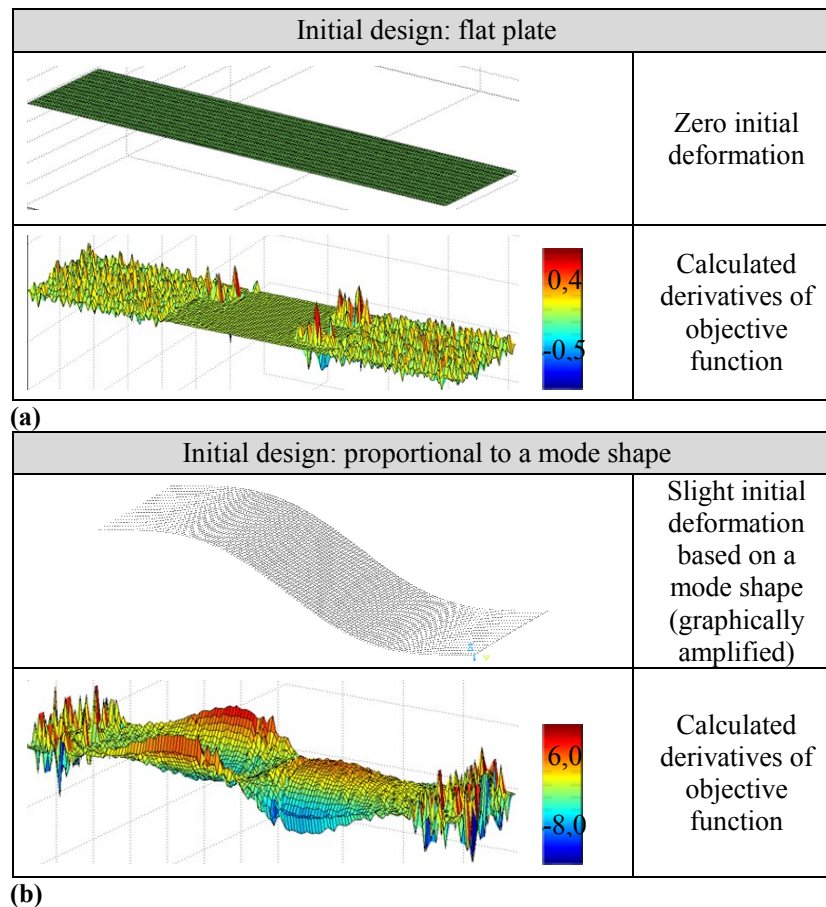 Initial design: flat plate
Zero initial
deformation
0,4
-0,5
Calculated
derivatives of
objective
function
(a)
Initial design: proportional to a mode shape
Slight initial
deformation
based on a
mode shape
(graphically
amplified)
6,0
-8,0
Calculated
derivatives of
objective
function
(b)